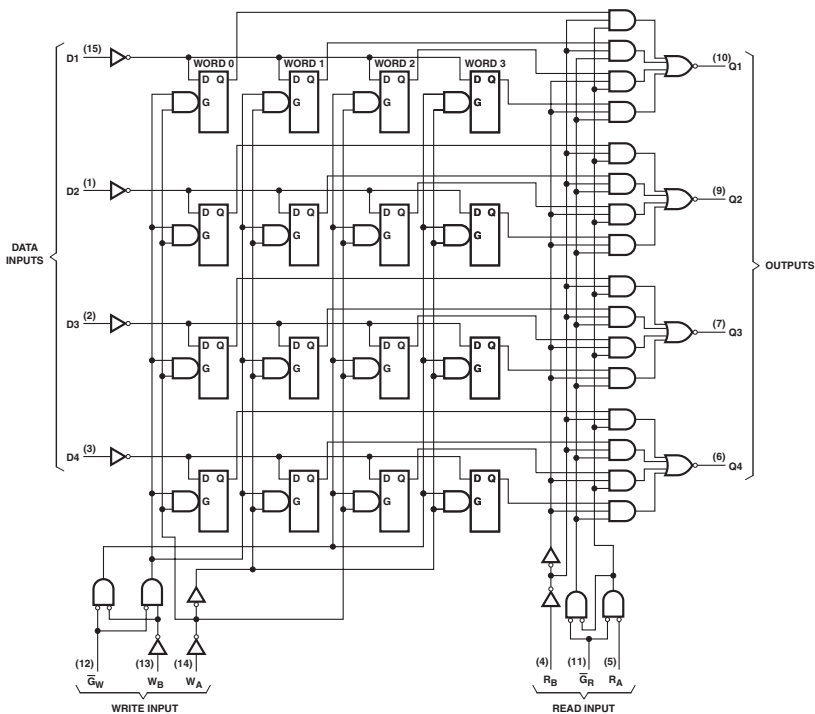 WORD 0 WORD 1 WORD 2 WORD 3
D1 (15)
D Q D Q D Q D Q
G G G G
(10) Q1
D2 (1)
D Q D Q D Q D Q
G G G G
(9) Q2
DATA
INPUTS
OUTPUTS
D3 (2)
D Q D Q D Q D Q
G G G G
(7) Q3
D4 (3)
D Q D Q D Q D Q
G G G G
(6) Q4
(12) (13) (14)
G̅W WB WA
WRITE INPUT
(4) (11) (5)
RB G̅R RA
READ INPUT